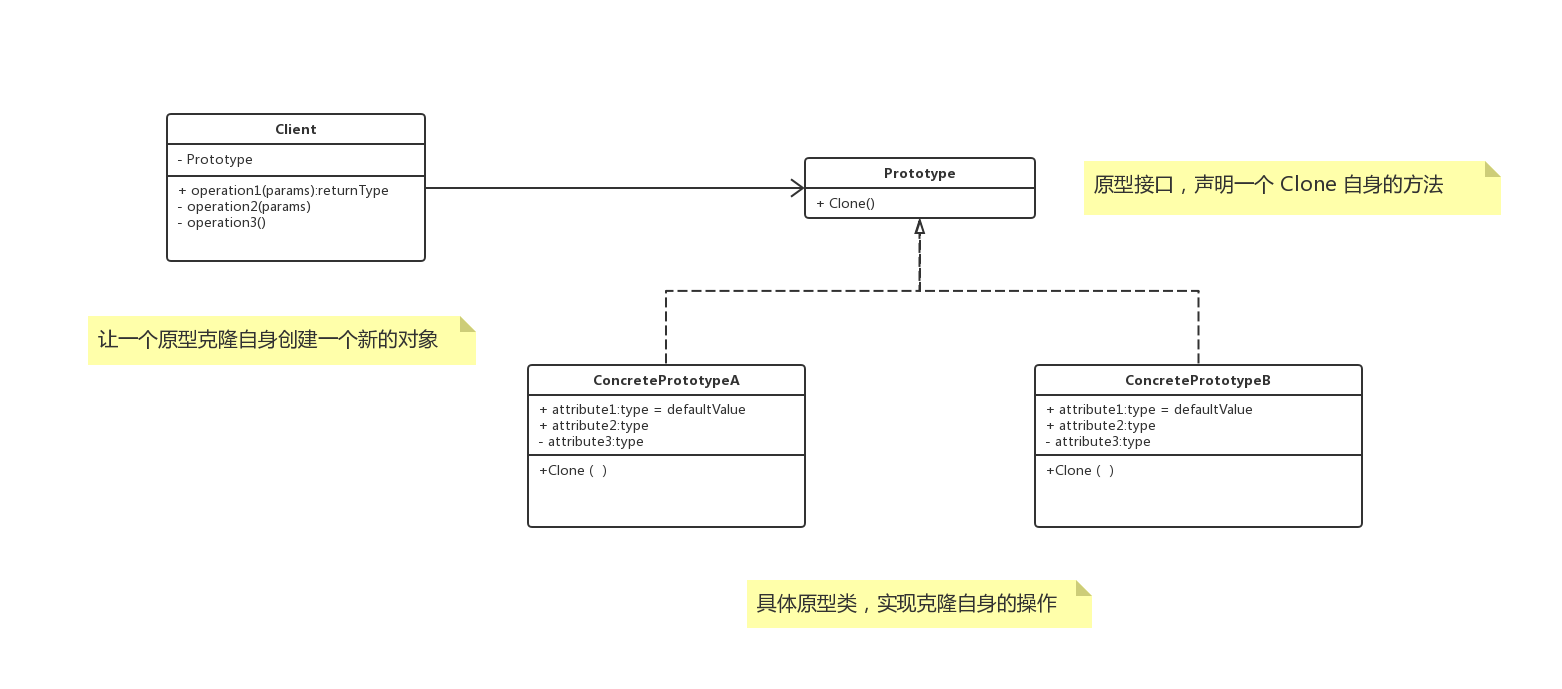 Client
- Prototype
+ operation1(params):returnType
- operation2(params)
- operation3()
Prototype
+ Clone()
原型接口，声明一个 Clone 自身的方法
让一个原型克隆自身创建一个新的对象
ConcretePrototypeA
+ attribute1:type = defaultValue
+ attribute2:type
- attribute3:type
+Clone (  )
ConcretePrototypeB
+ attribute1:type = defaultValue
+ attribute2:type
- attribute3:type
+Clone (  )
具体原型类，实现克隆自身的操作